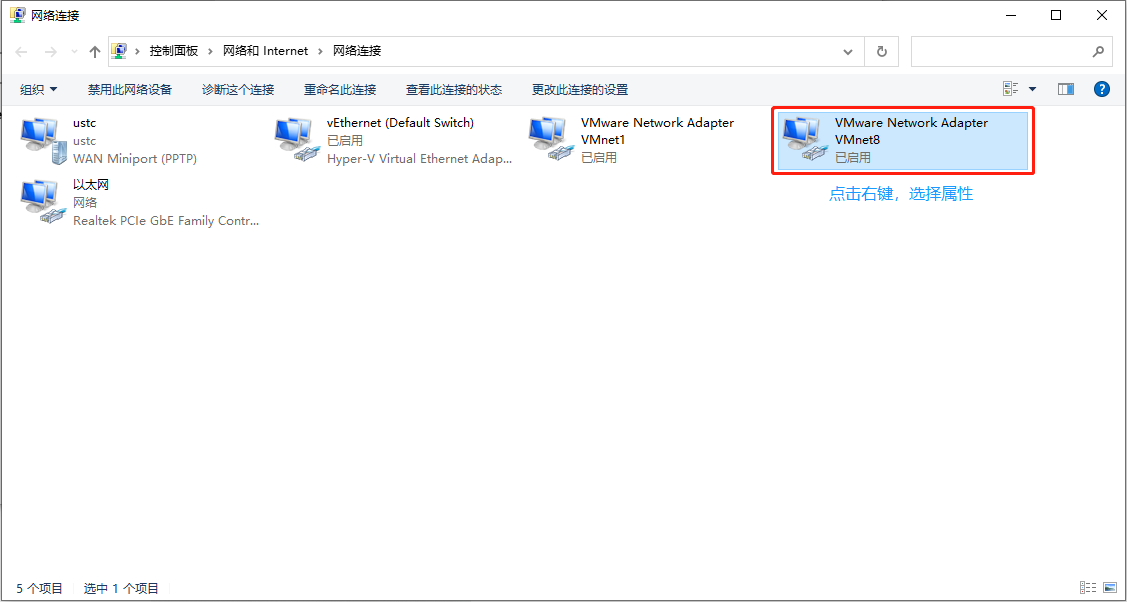 网络连接
控制面板 网络和 Internet 网络连接
组织 禁用此网络设备 诊断这个连接 重命名此连接 查看此连接的状态 更改此连接的设置
ustc
ustc
WAN Miniport (PPTP)
vEthernet (Default Switch)
已启用
Hyper-V Virtual Ethernet Adap...
VMware Network Adapter
VMnet1
已启用
VMware Network Adapter
VMnet8
已启用
点击右键，选择属性
以太网
网络
Realtek PCIe GbE Family Contr...
5 个项目 选中 1 个项目